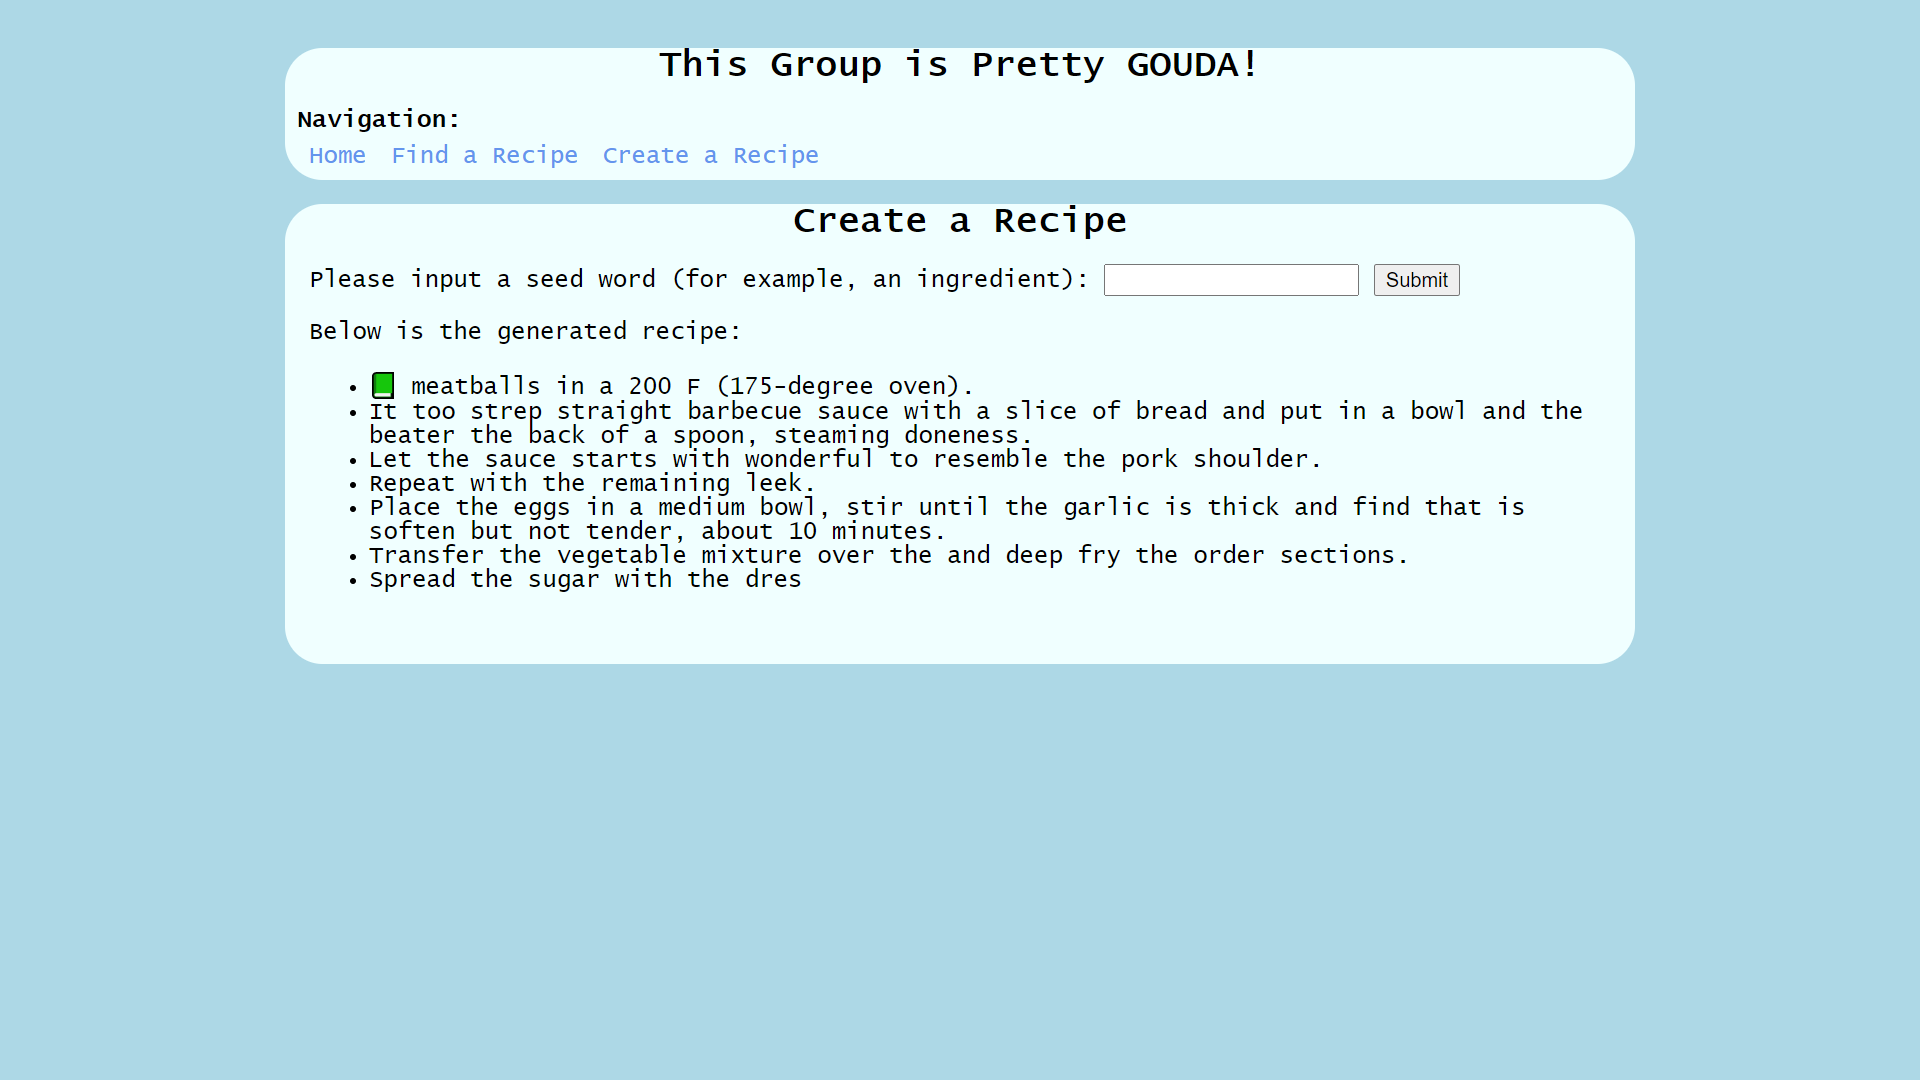 This Group is Pretty GOUDA!
Navigation:
Home Find a Recipe Create a Recipe
Create a Recipe
Please input a seed word (for example, an ingredient): Submit
Below is the generated recipe:
• 📗 meatballs in a 200 F (175-degree oven).
• It too strep straight barbecue sauce with a slice of bread and put in a bowl and the
beater the back of a spoon, steaming doneness.
• Let the sauce starts with wonderful to resemble the pork shoulder.
• Repeat with the remaining leek.
• Place the eggs in a medium bowl, stir until the garlic is thick and find that is
soften but not tender, about 10 minutes.
• Transfer the vegetable mixture over the and deep fry the order sections.
• Spread the sugar with the dres